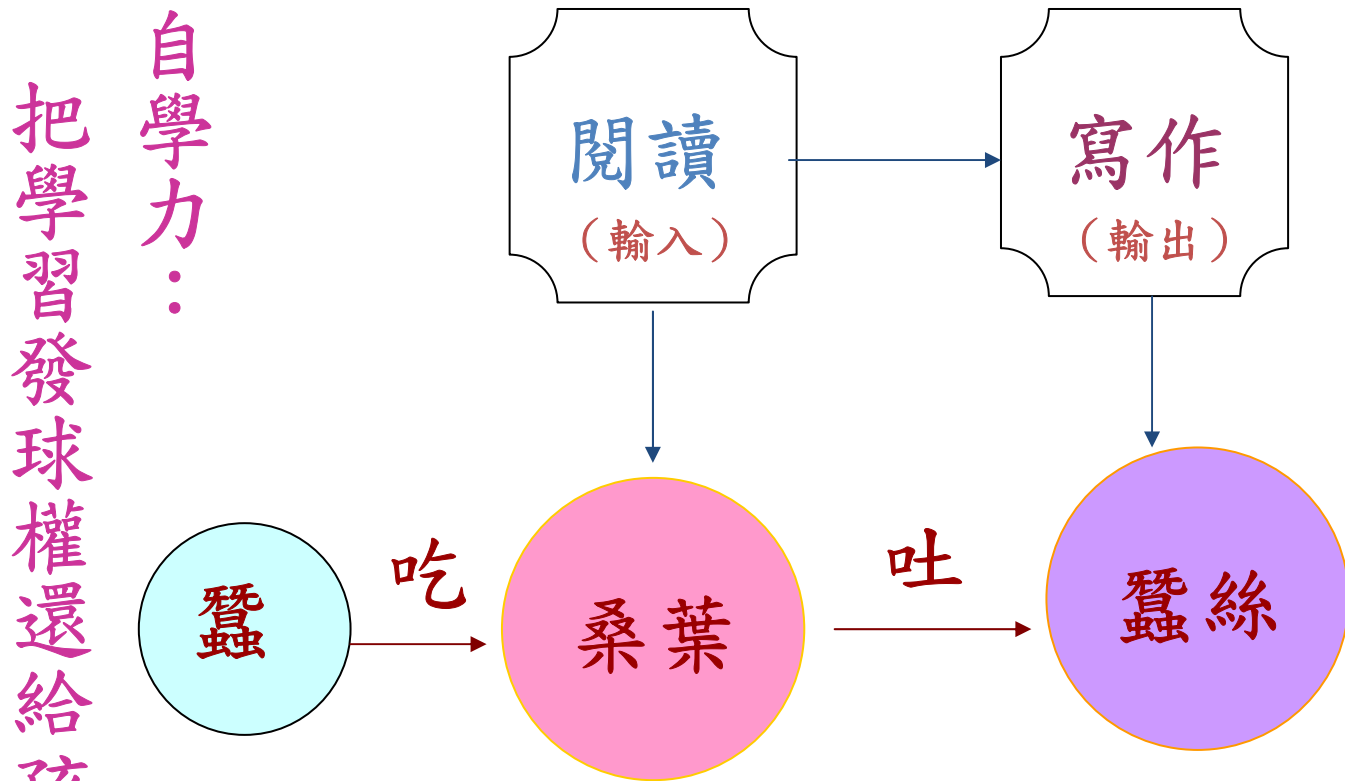 自學力：
把學習發球權還給
閱讀
（輸入）
寫作
（輸出）
蠶
吃
桑葉
吐
蠶絲